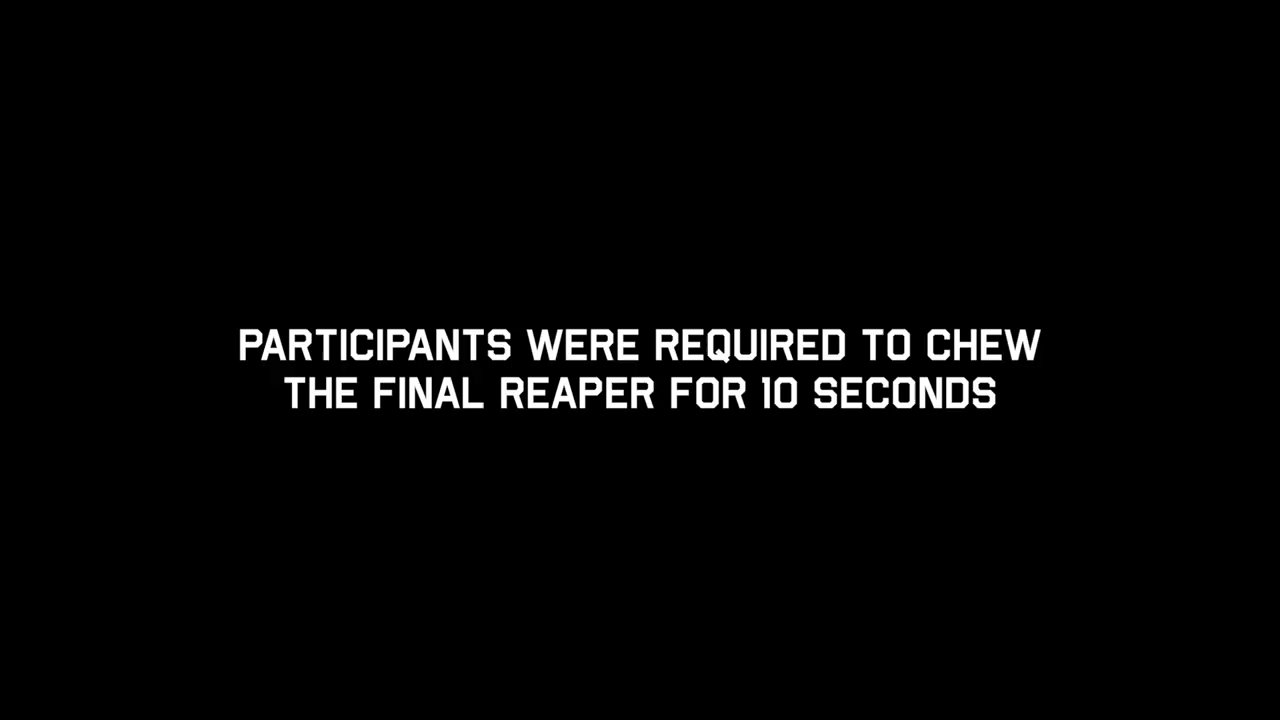 PARTICIPANTS WERE REQUIRED TO CHEW
THE FINAL REAPER FOR 10 SECONDS